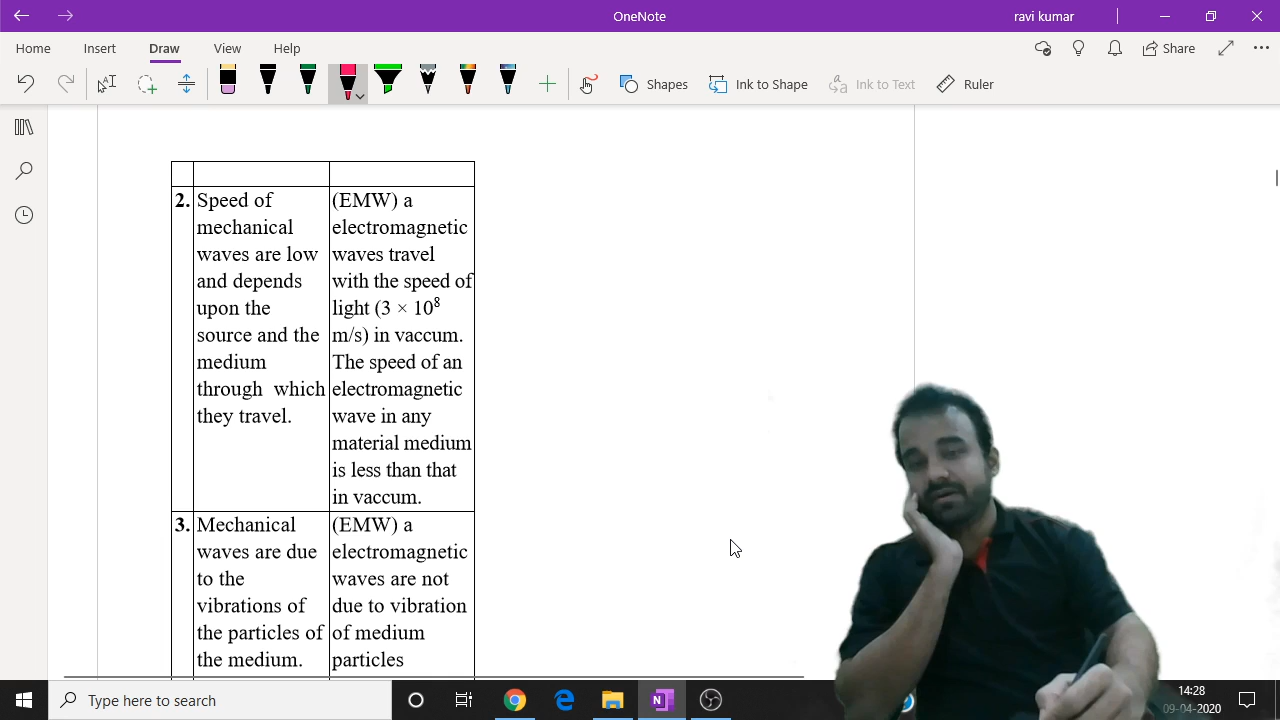 OneNote
ravi kumar
Home Insert Draw View Help
Share
Shapes
Ink to Shape
Ink to Text
Ruler
2. Speed of
mechanical
waves are low
and depends
upon the
source and the
medium
through which
they travel.
(EMW) a
electromagnetic
waves travel
with the speed of
light (3 × 10⁸
m/s) in vaccum.
The speed of an
electromagnetic
wave in any
material medium
is less than that
in vaccum.
3. Mechanical
waves are due
to the
vibrations of
the particles of
the medium.
(EMW) a
electromagnetic
waves are not
due to vibration
of medium
particles
Type here to search
14:28
09-04-2020